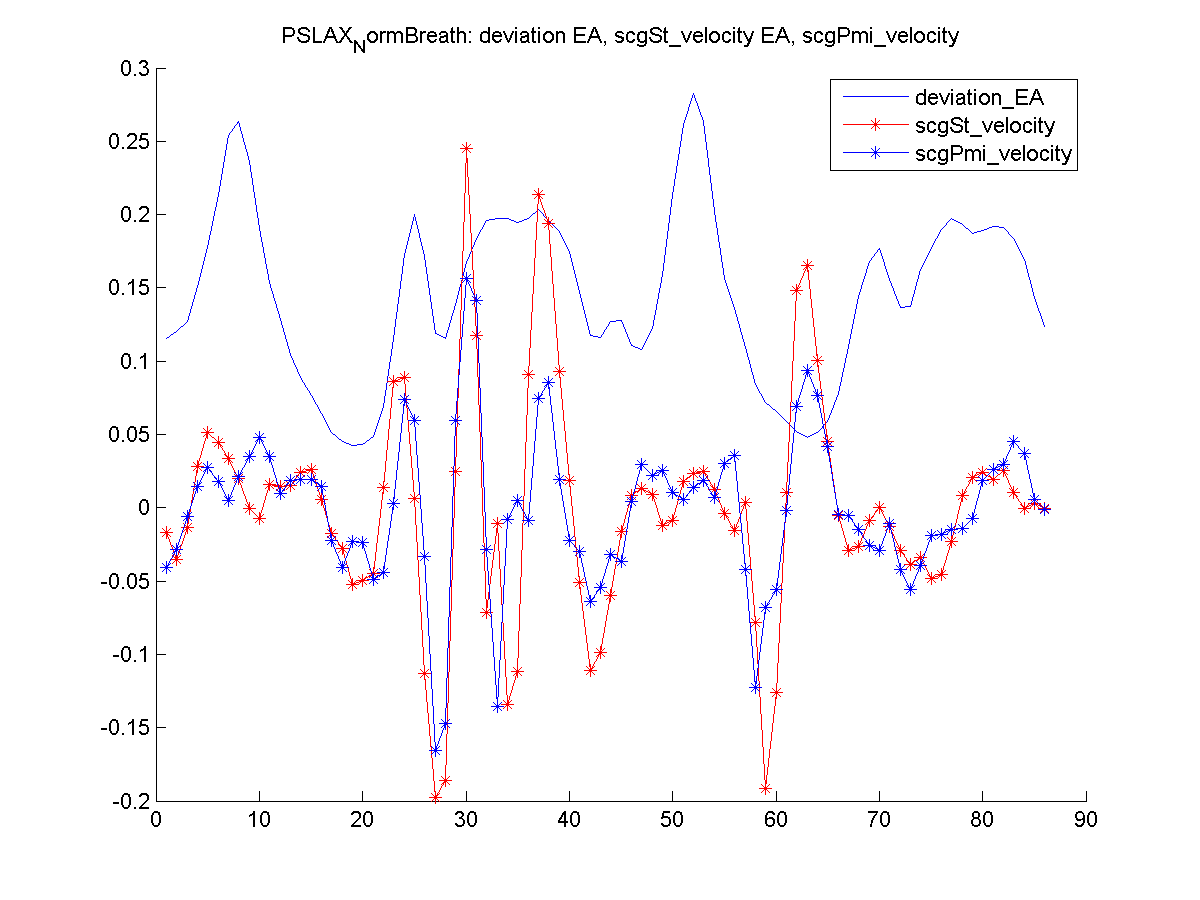 PSLAX_NormBreath: deviation EA, scgSt_velocity EA, scgPmi_velocity
0.3
deviation_EA
scgSt_velocity
scgPmi_velocity
0.25
0.2
0.15
0.1
0.05
0
-0.05
-0.1
-0.15
-0.2
0 10 20 30 40 50 60 70 80 90